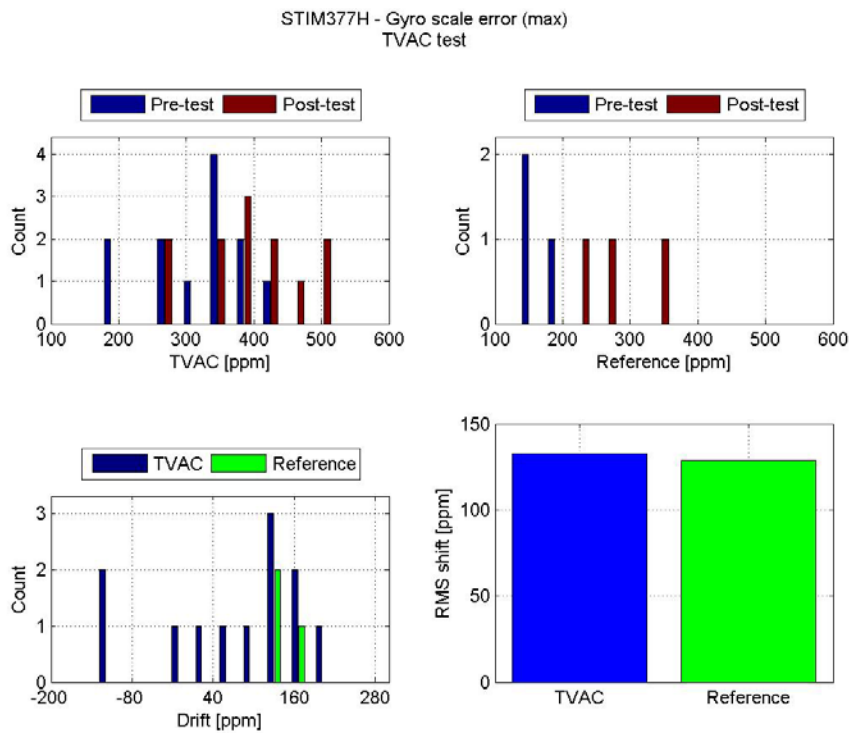 STIM377H - Gyro scale error (max)
TVAC test
Pre-test Post-test
4
3
2
1
0
Count
100 200 300 400 500 600
TVAC [ppm]
Pre-test Post-test
2
1
0
Count
100 200 300 400 500 600
Reference [ppm]
TVAC Reference
3
2
1
0
Count
-200 -80 40 160 280
Drift [ppm]
150
100
50
0
RMS shift [ppm]
TVAC Reference